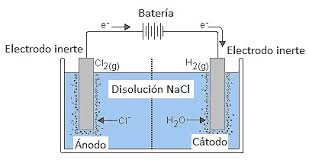 Batería
e⁻
e⁻
Electrodo inerte
Electrodo inerte
Cl₂(g)
H₂(g)
Disolución NaCl
Cl⁻
H₂O
Ánodo
Cátodo